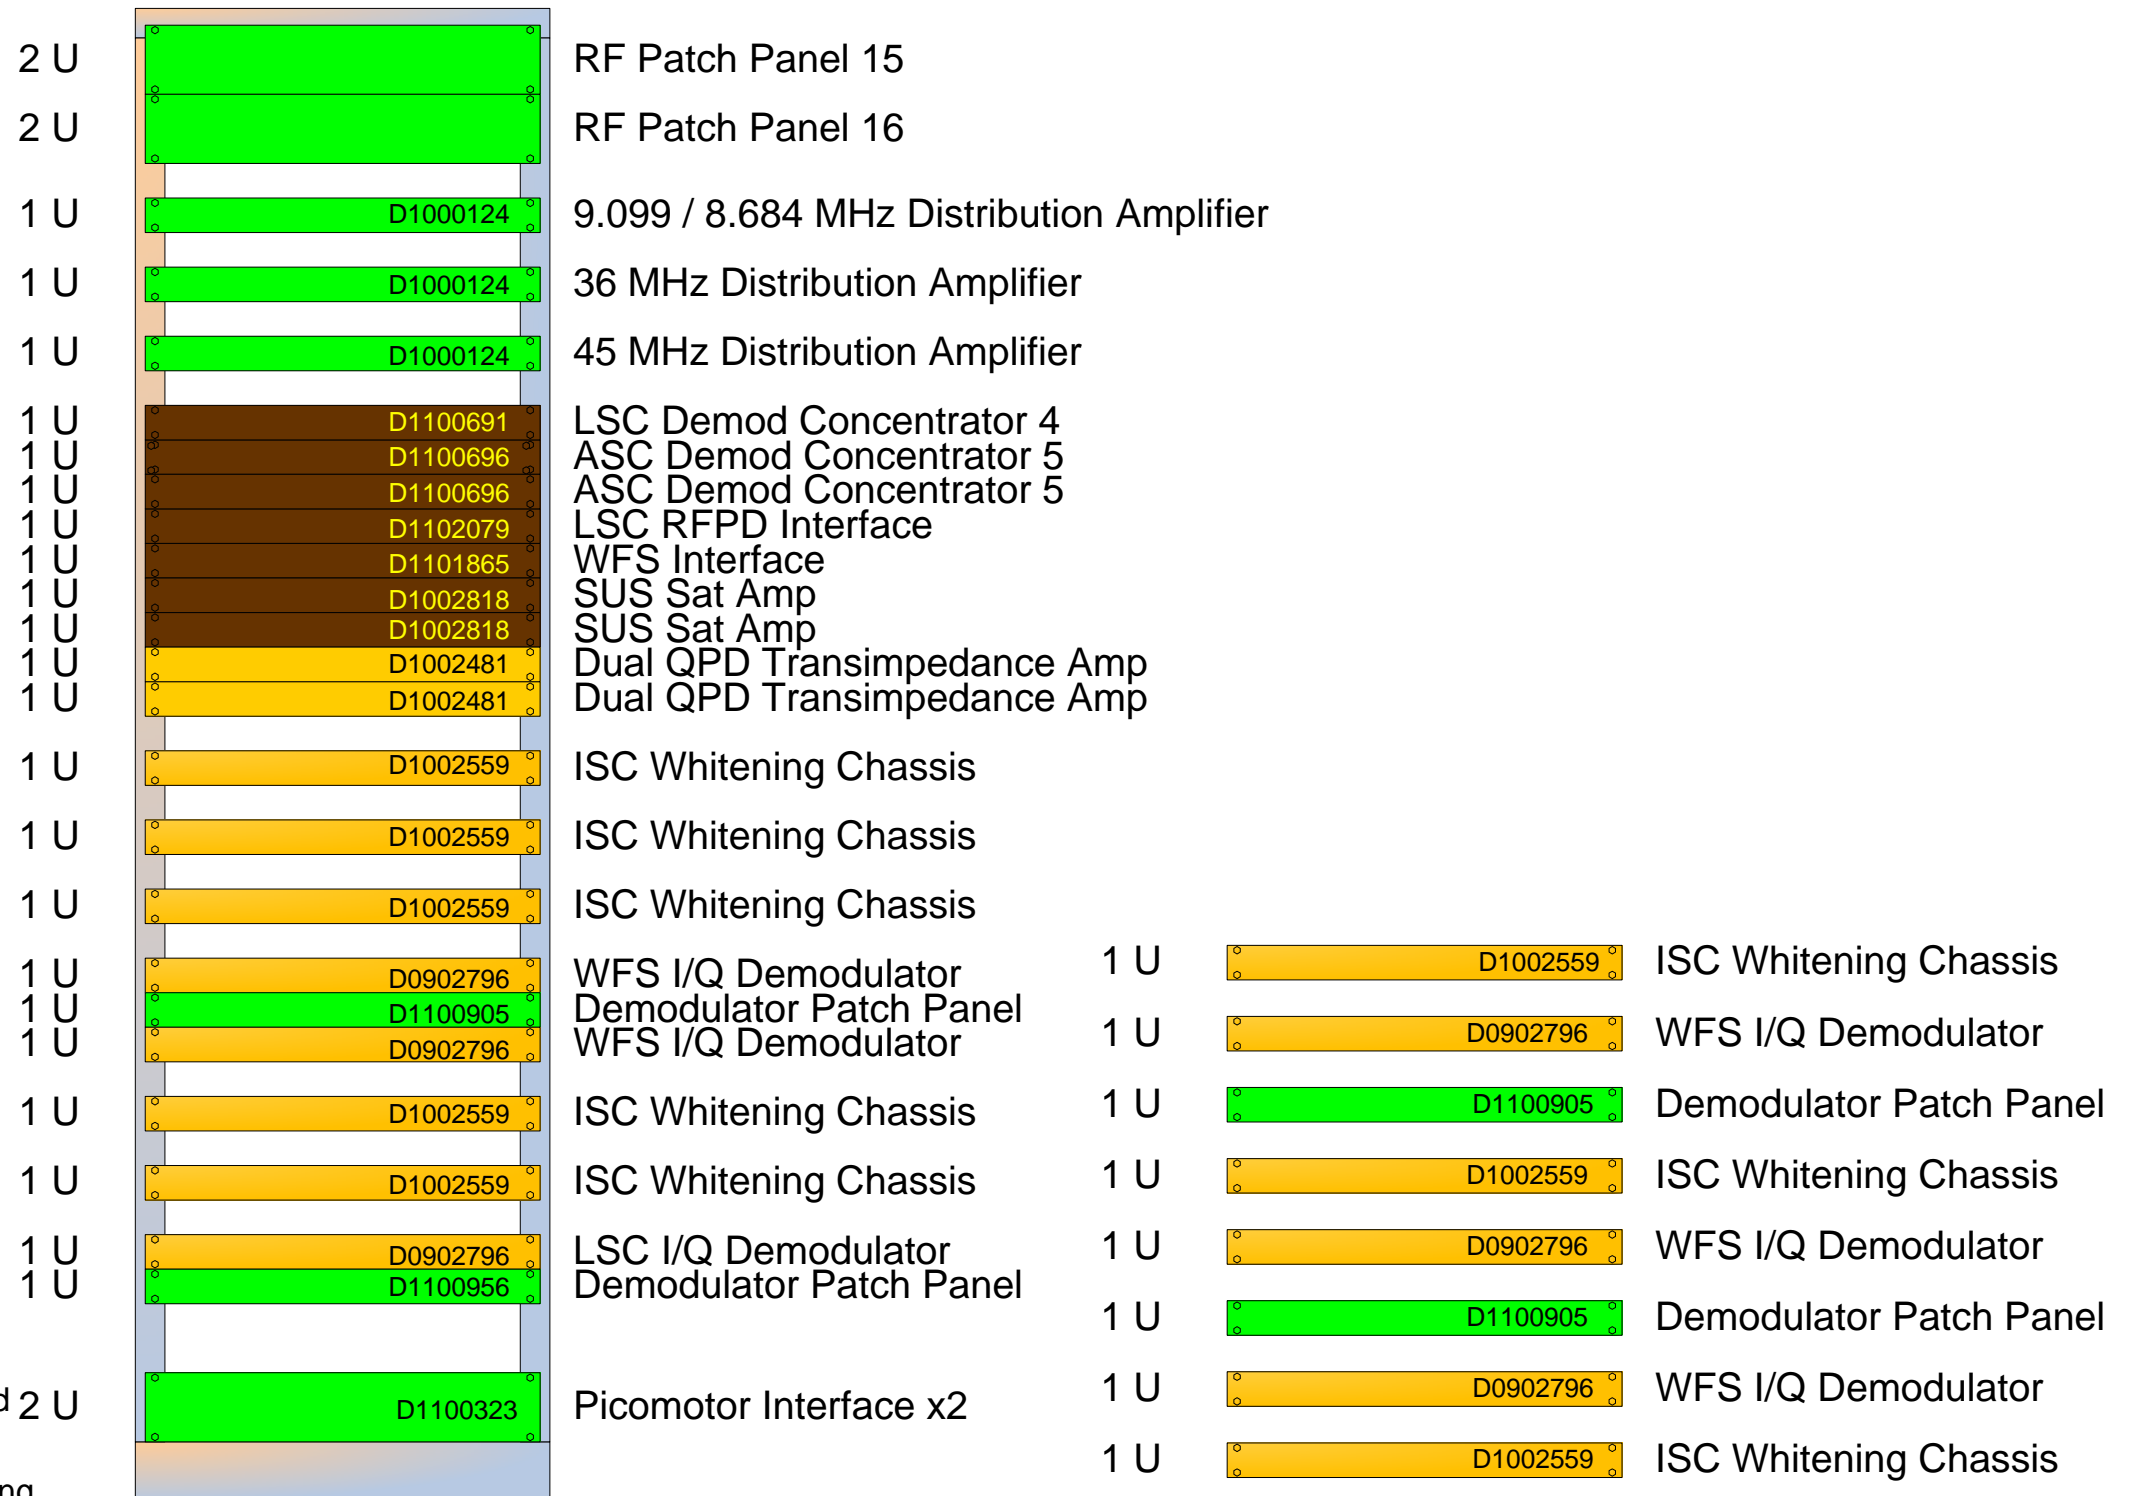 2 U RF Patch Panel 15
2 U RF Patch Panel 16
1 U D1000124 9.099 / 8.684 MHz Distribution Amplifier
1 U D1000124 36 MHz Distribution Amplifier
1 U D1000124 45 MHz Distribution Amplifier
1 U D1100691 LSC Demod Concentrator 4
1 U D1100696 ASC Demod Concentrator 5
1 U D1100696 ASC Demod Concentrator 5
1 U D1102079 LSC RFPD Interface
1 U D1101865 WFS Interface
1 U D1002818 SUS Sat Amp
1 U D1002818 SUS Sat Amp
1 U D1002481 Dual QPD Transimpedance Amp
1 U D1002481 Dual QPD Transimpedance Amp
1 U D1002559 ISC Whitening Chassis
1 U D1002559 ISC Whitening Chassis
1 U D1002559 ISC Whitening Chassis
1 U D0902796 WFS I/Q Demodulator
1 U D1100905 Demodulator Patch Panel
1 U D0902796 WFS I/Q Demodulator
1 U D1002559 ISC Whitening Chassis
1 U D1002559 ISC Whitening Chassis
1 U D0902796 LSC I/Q Demodulator
1 U D1100956 Demodulator Patch Panel
2 U D1100323 Picomotor Interface x2
1 U D1002559 ISC Whitening Chassis
1 U D0902796 WFS I/Q Demodulator
1 U D1100905 Demodulator Patch Panel
1 U D1002559 ISC Whitening Chassis
1 U D0902796 WFS I/Q Demodulator
1 U D1100905 Demodulator Patch Panel
1 U D0902796 WFS I/Q Demodulator
1 U D1002559 ISC Whitening Chassis